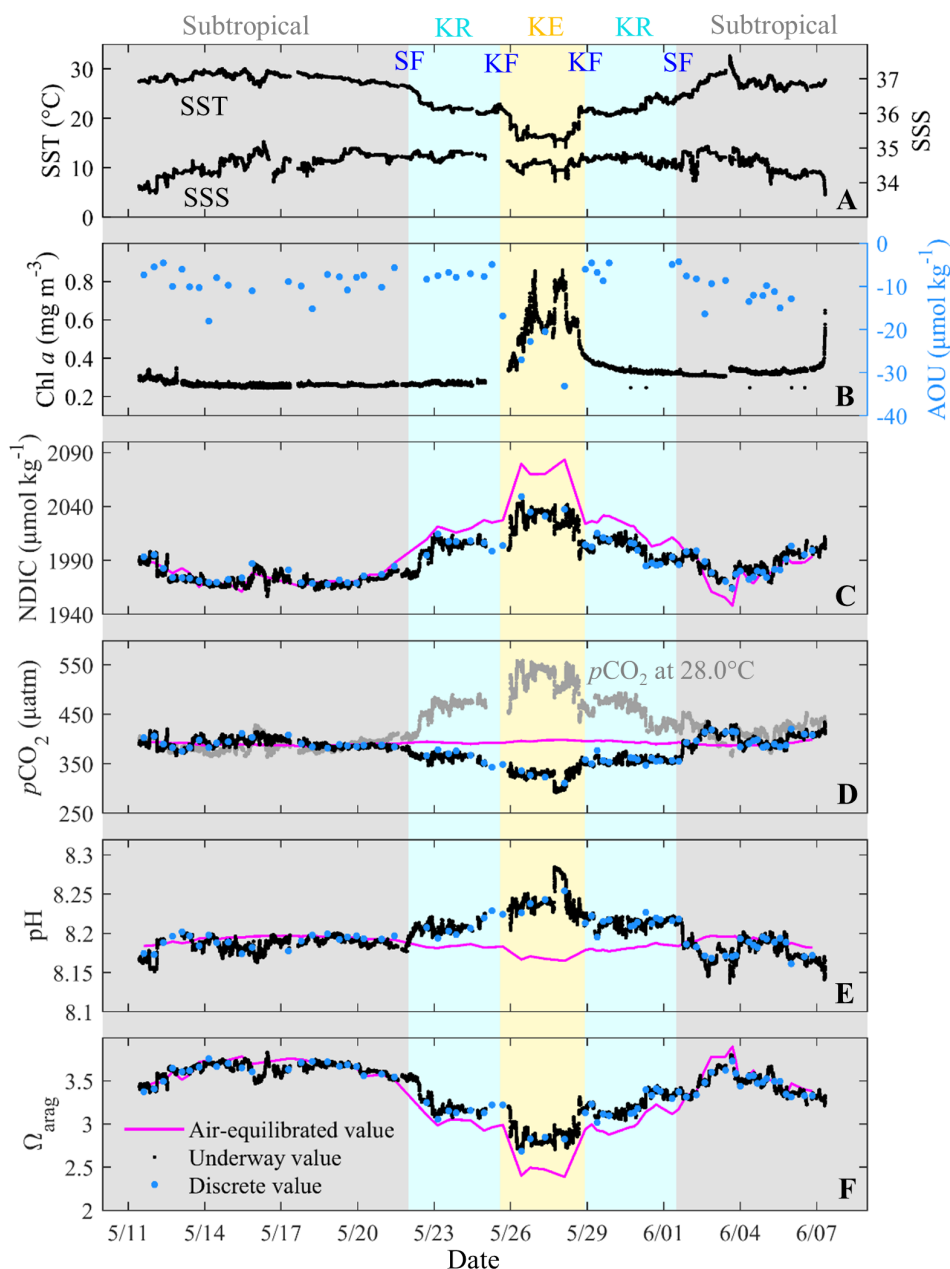 Subtropical KR KE KR Subtropical
SF KF KF SF
30
20
10
0
SST (°C)
SST
SSS
37
36
35
34
SSS
A
0.8
0.6
0.4
0.2
Chl a (mg m⁻³)
0
-10
-20
-30
-40
AOU (μmol kg⁻¹)
B
2090
2040
1990
1940
NDIC (μmol kg⁻¹)
C
550
450
350
250
pCO₂ (μatm)
pCO₂ at 28.0°C
D
8.3
8.25
8.2
8.15
8.1
pH
E
3.5
3
2.5
2
Ωarag
Air-equilibrated value
Underway value
Discrete value
F
5/11 5/14 5/17 5/20 5/23 5/26 5/29 6/01 6/04 6/07
Date